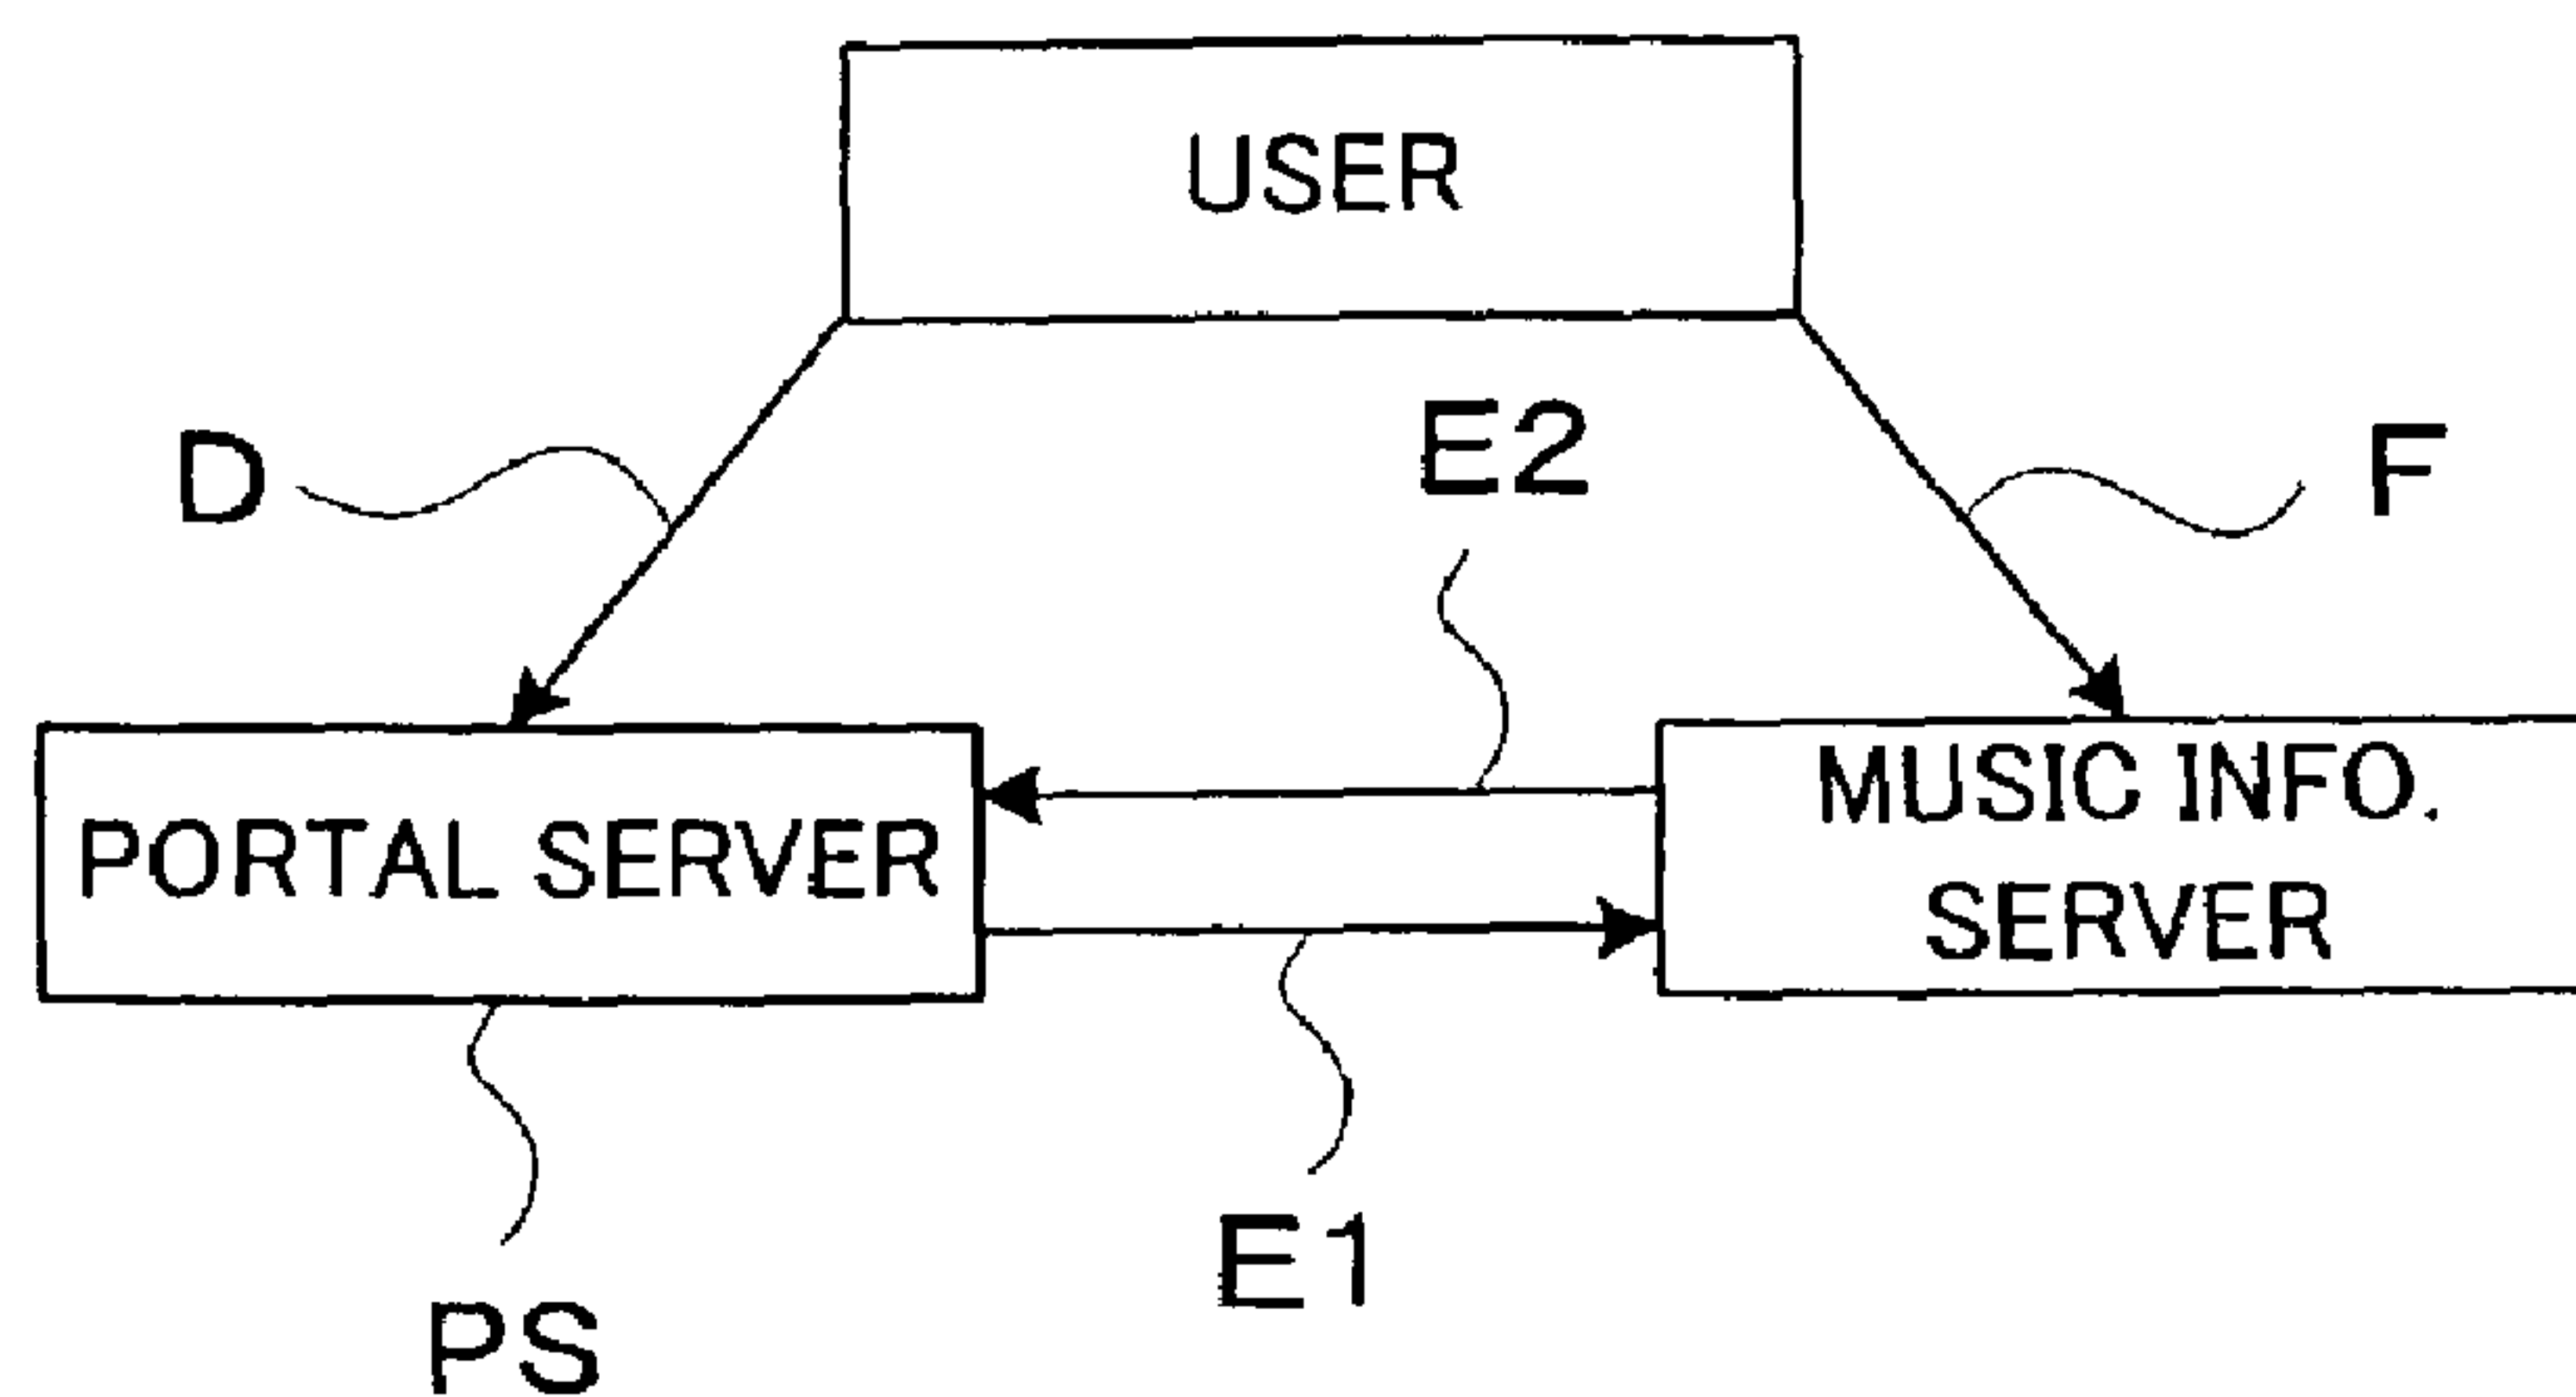 USER
E2
D
F
PORTAL SERVER
MUSIC INFO.
SERVER
E1
PS